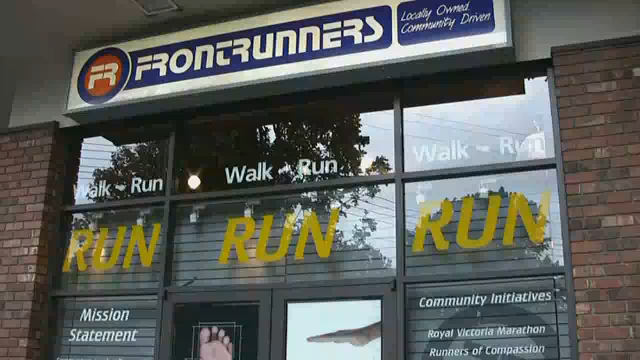 FR FRONTRUNNERS Locally Owned
Community Driven
Walk - Run Walk - Run Walk - Run
RUN RUN RUN
Mission
Statement
Community Initiatives
Royal Victoria Marathon
Runners of Compassion